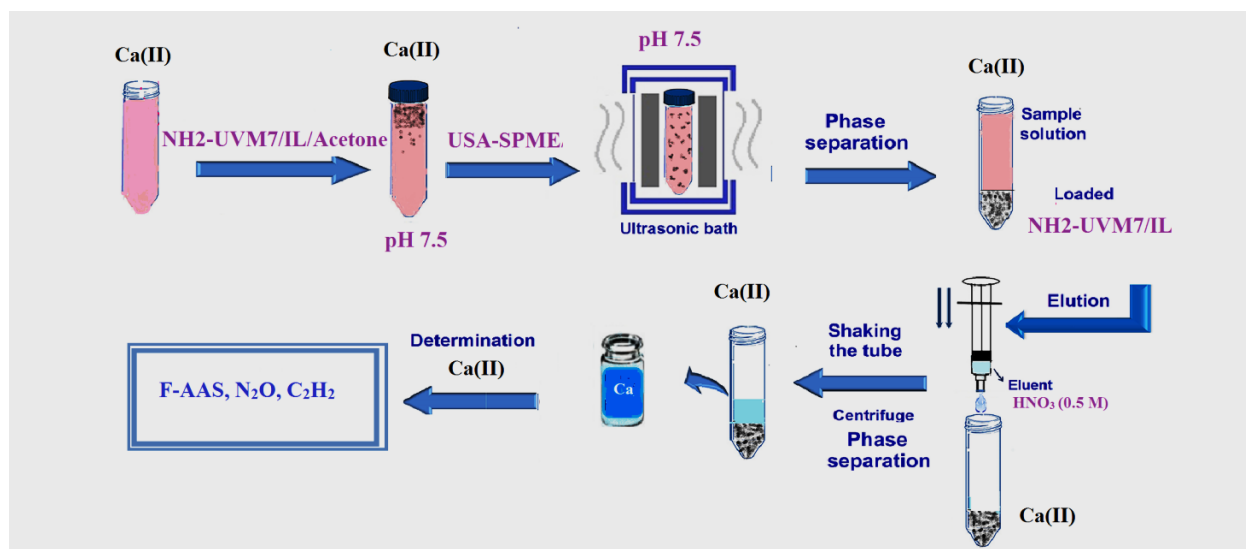 Ca(II)
NH2-UVM7/IL/Acetone
Ca(II)
pH 7.5
USA-SPME
pH 7.5
Ultrasonic bath
Phase
separation
Ca(II)
Sample
solution
Loaded
NH2-UVM7/IL
Elution
Eluent
HNO₃ (0.5 M)
Ca(II)
Shaking
the tube
Centrifuge
Phase
separation
Ca(II)
Ca
Determination
Ca(II)
F-AAS, N₂O, C₂H₂